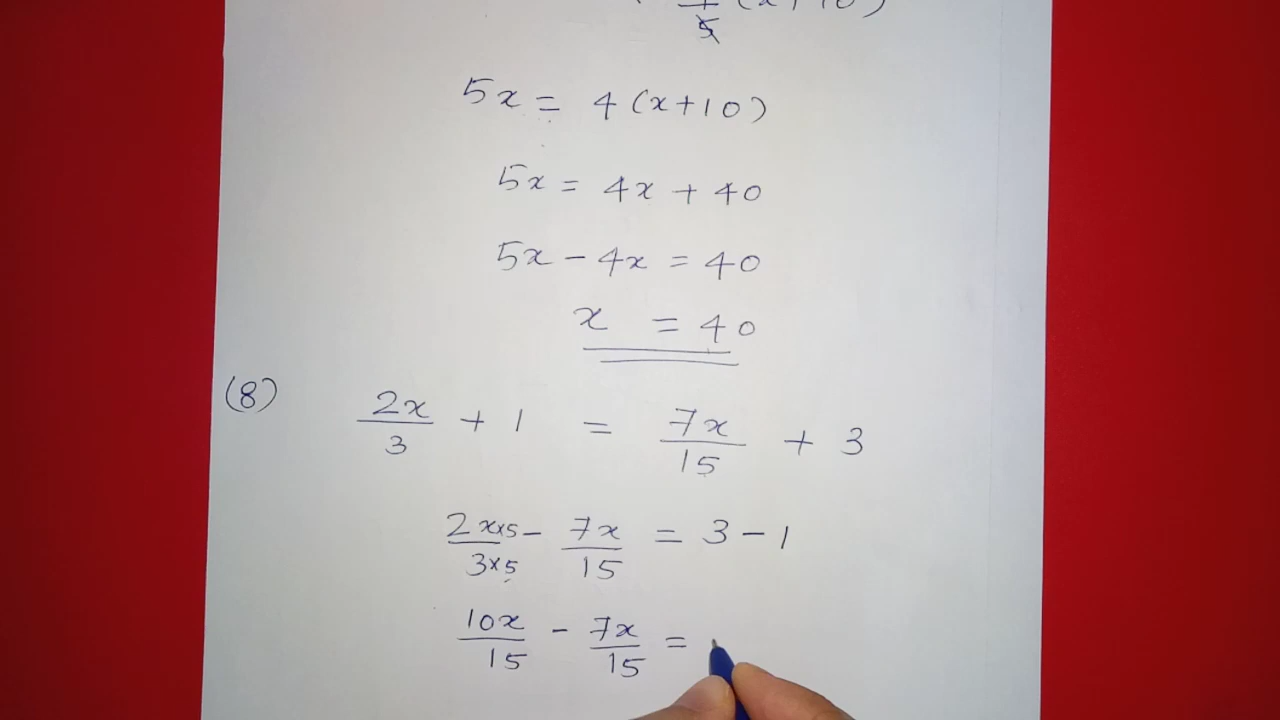 5
5x = 4 (x+10)
5x = 4x + 40
5x - 4x = 40
x = 40
(8) 2x/3 + 1 = 7x/15 + 3
2x×5/3×5 - 7x/15 = 3 - 1
10x/15 - 7x/15 =